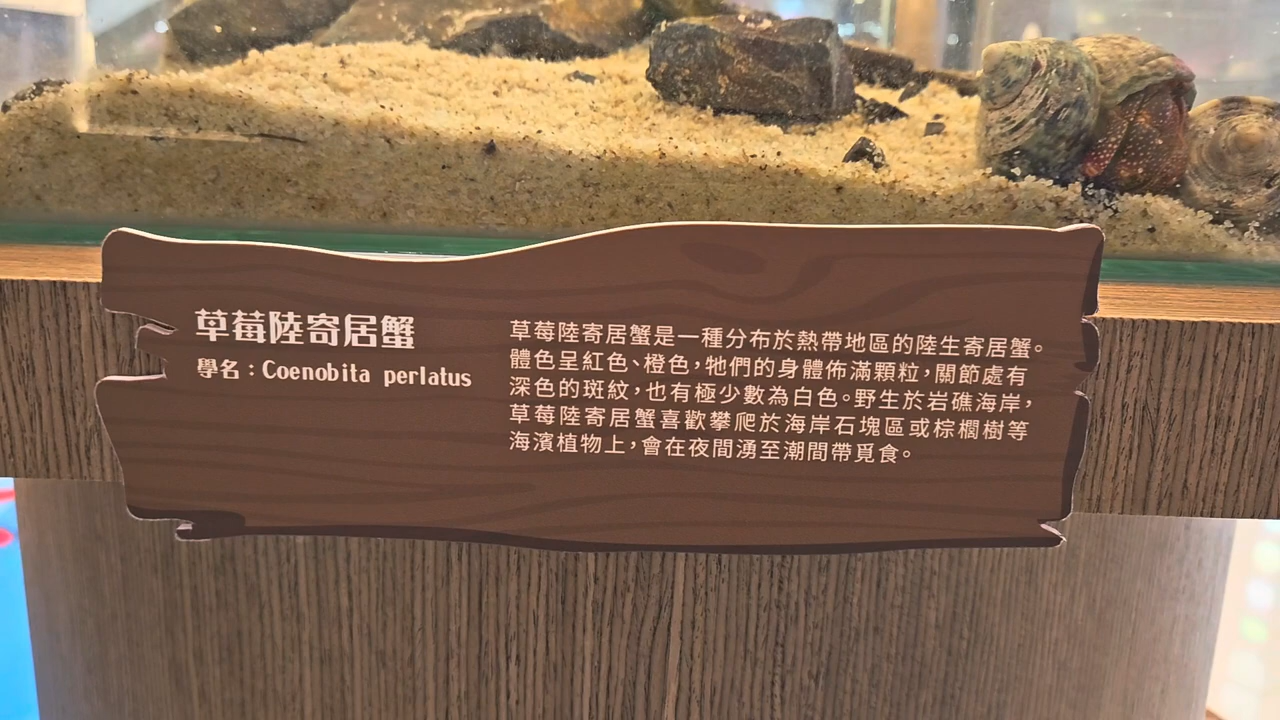 草莓陸寄居蟹
學名：Coenobita perlatus
草莓陸寄居蟹是一種分布於熱帶地區的陸生寄居蟹。
體色呈紅色、橙色，牠們的身體佈滿顆粒，關節處有
深色的斑紋，也有極少數為白色。野生於岩礁海岸，
草莓陸寄居蟹喜歡攀爬於海岸石塊區或棕櫚樹等
海濱植物上，會在夜間湧至潮間帶覓食。